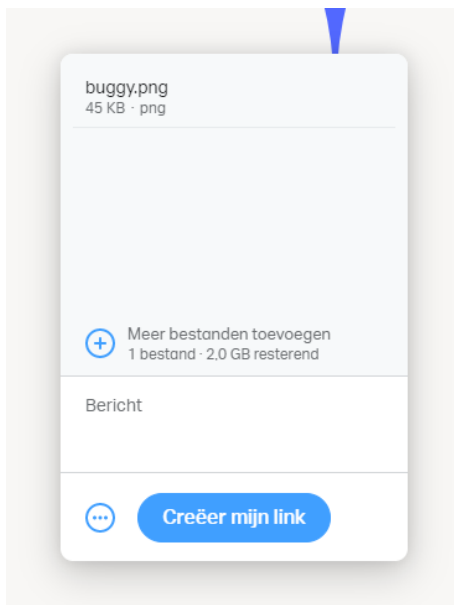 buggy.png
45 KB · png
Meer bestanden toevoegen
1 bestand · 2,0 GB resterend
Bericht
Creëer mijn link